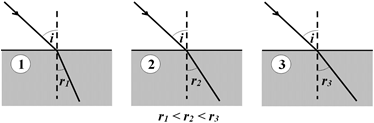 i i i
1 r₁ 2 r₂ 3 r₃
r₁ < r₂ < r₃